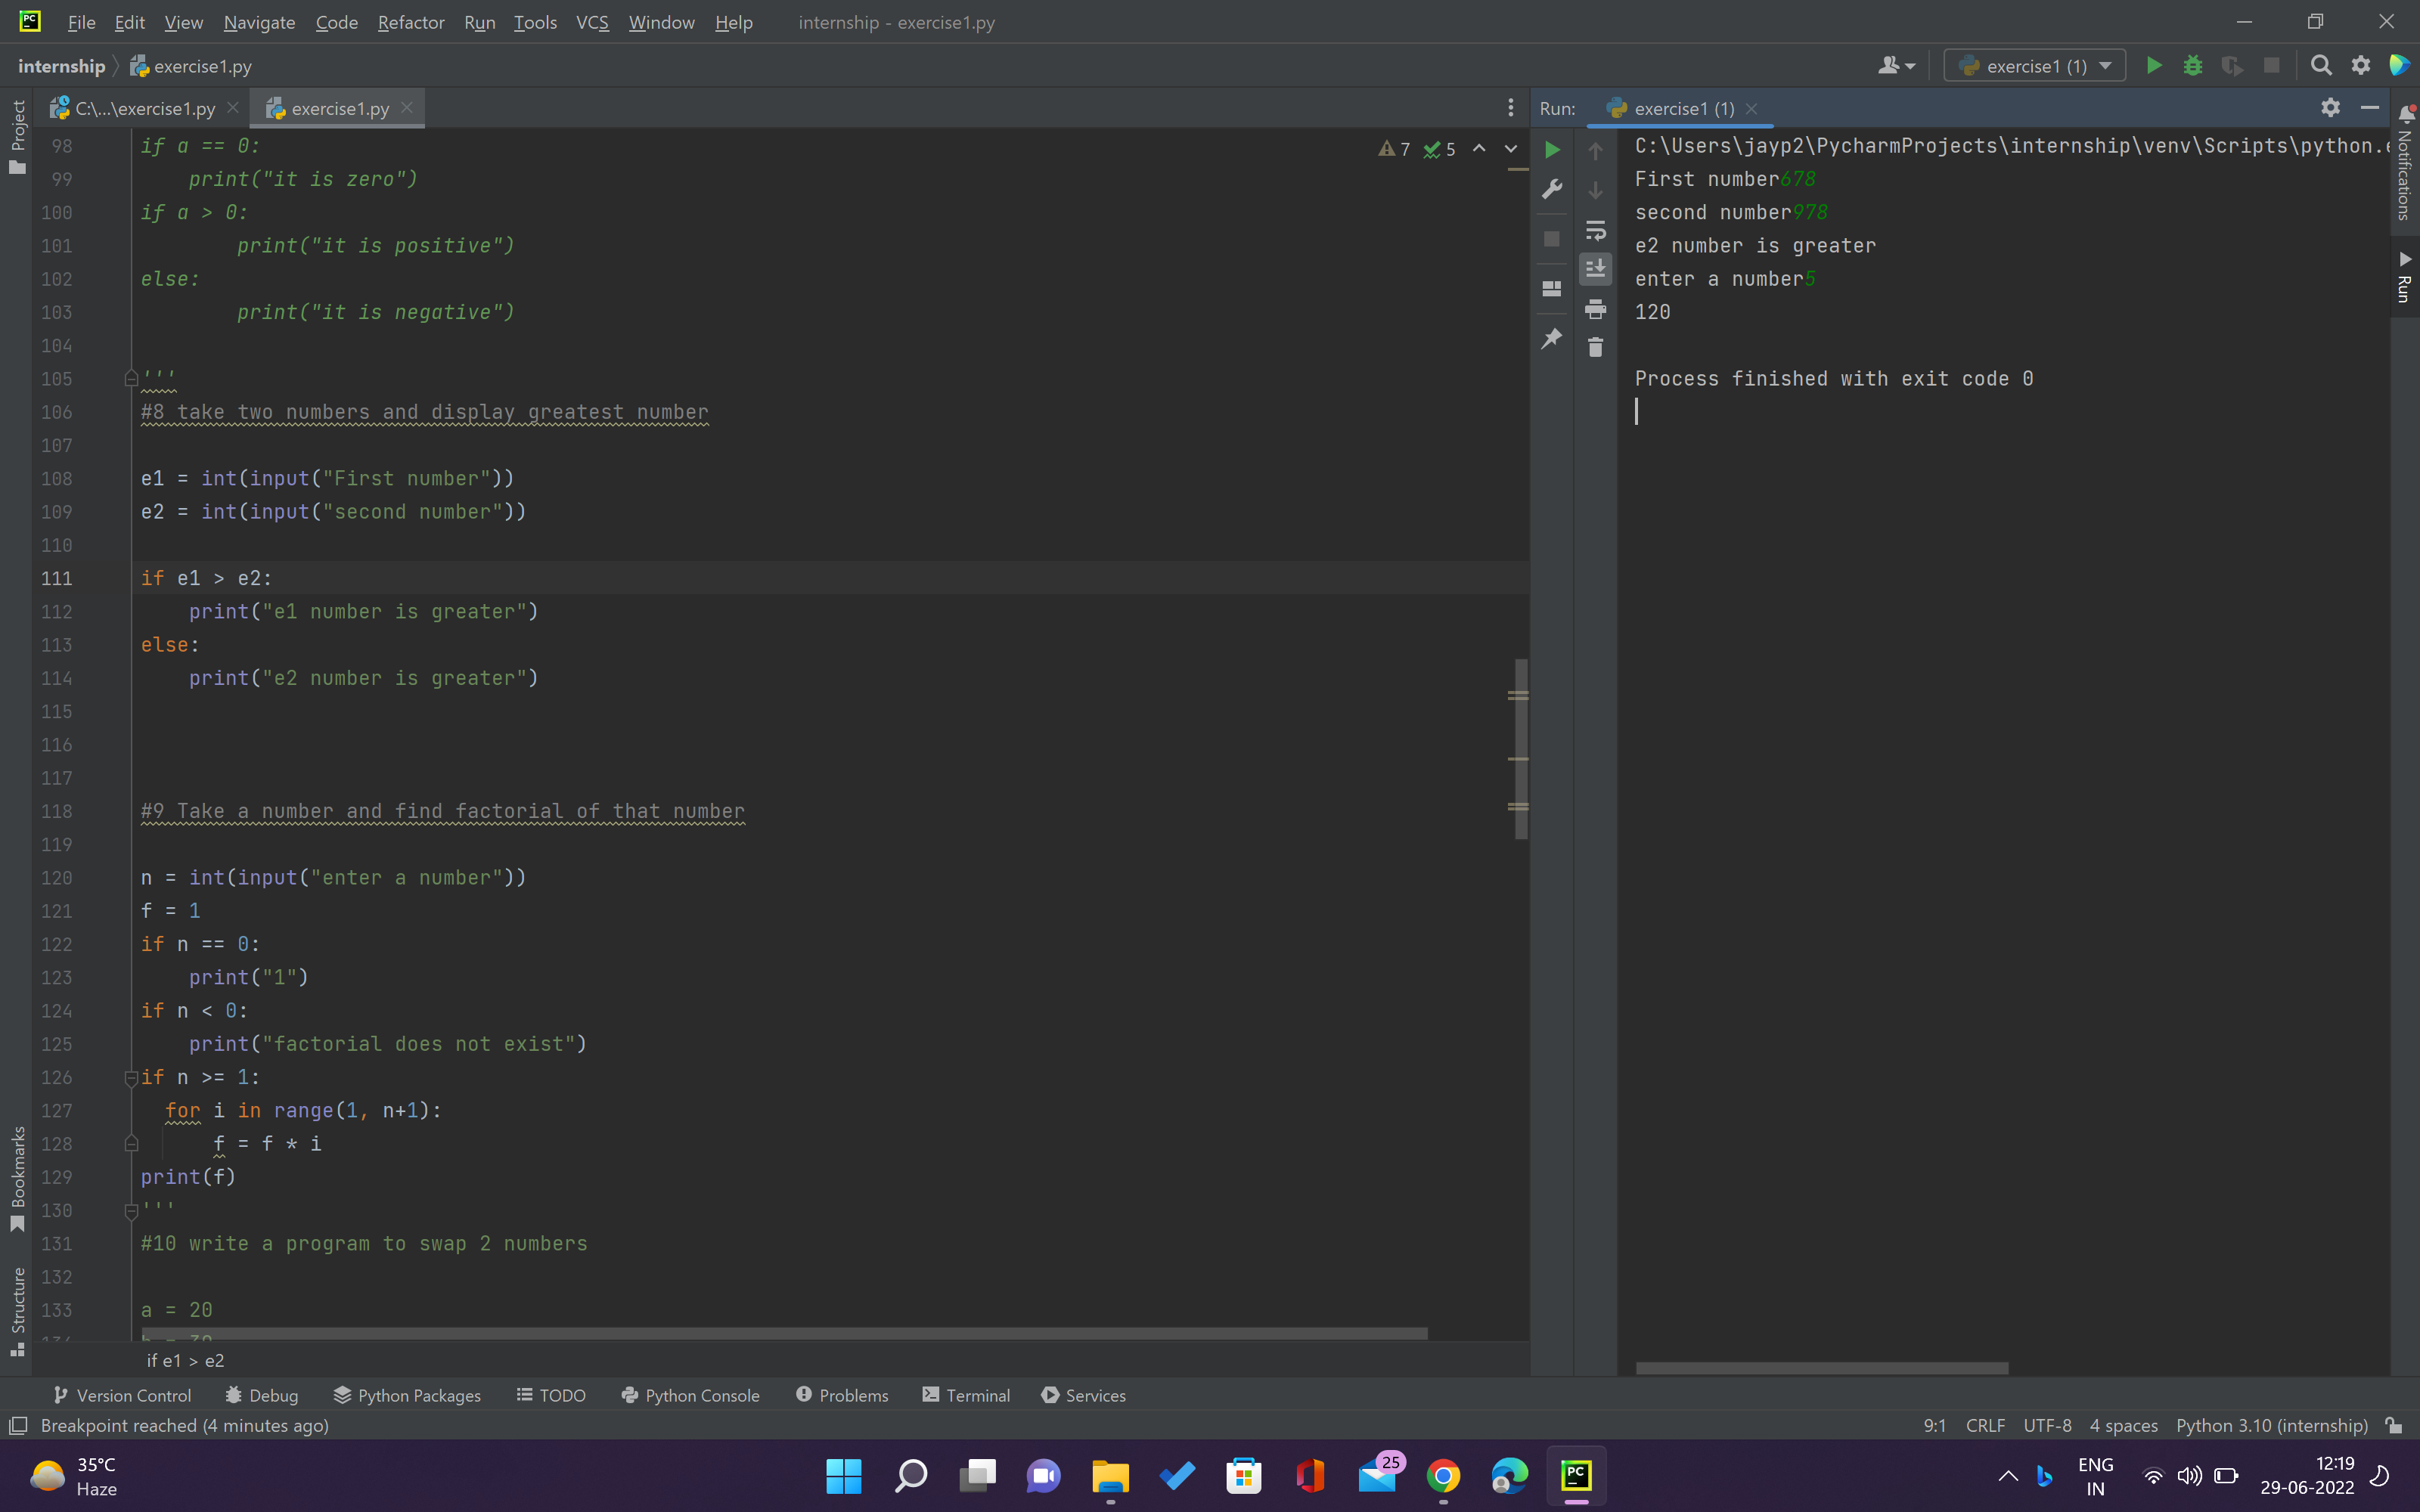 PC File Edit View Navigate Code Refactor Run Tools VCS Window Help internship - exercise1.py
internship exercise1.py exercise1 (1)
Project
C:\...\exercise1.py exercise1.py
98 if a == 0:
99 print("it is zero")
100 if a > 0:
101 print("it is positive")
102 else:
103 print("it is negative")
104
105 '''
106 #8 take two numbers and display greatest number
107
108 e1 = int(input("First number"))
109 e2 = int(input("second number"))
110
111 if e1 > e2:
112 print("e1 number is greater")
113 else:
114 print("e2 number is greater")
115
116
117
118 #9 Take a number and find factorial of that number
119
120 n = int(input("enter a number"))
121 f = 1
122 if n == 0:
123 print("1")
124 if n < 0:
125 print("factorial does not exist")
126 if n >= 1:
127 for i in range(1, n+1):
128 f = f * i
129 print(f)
130 '''
131 #10 write a program to swap 2 numbers
132
133 a = 20
if e1 > e2
7 5
Bookmarks
Structure
Run: exercise1 (1)
C:\Users\jayp2\PycharmProjects\internship\venv\Scripts\python.e
First number678
second number978
e2 number is greater
enter a number5
120
Process finished with exit code 0
Notifications
Run
Version Control Debug Python Packages TODO Python Console Problems Terminal Services
Breakpoint reached (4 minutes ago) 9:1 CRLF UTF-8 4 spaces Python 3.10 (internship)
35°C
Haze
25
PC
ENG
IN
12:19
29-06-2022